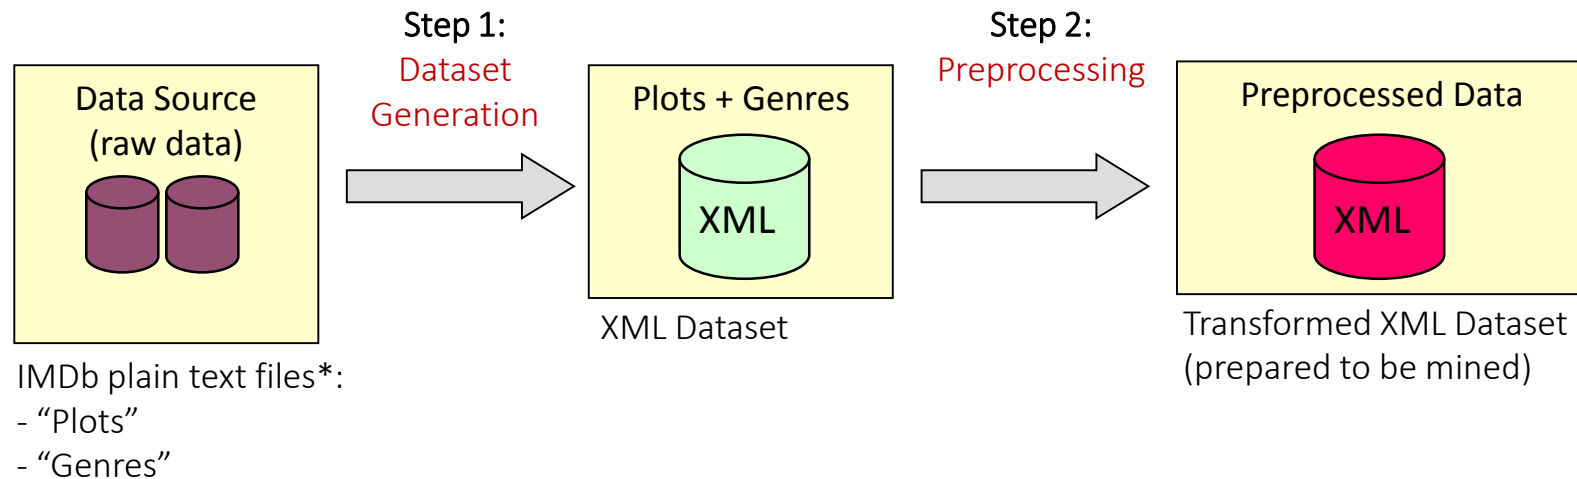 Step 1:
Dataset
Generation
Step 2:
Preprocessing
Data Source
(raw data)
Plots + Genres
XML
Preprocessed Data
XML
IMDb plain text files*:
- “Plots”
- “Genres”
XML Dataset
Transformed XML Dataset
(prepared to be mined)